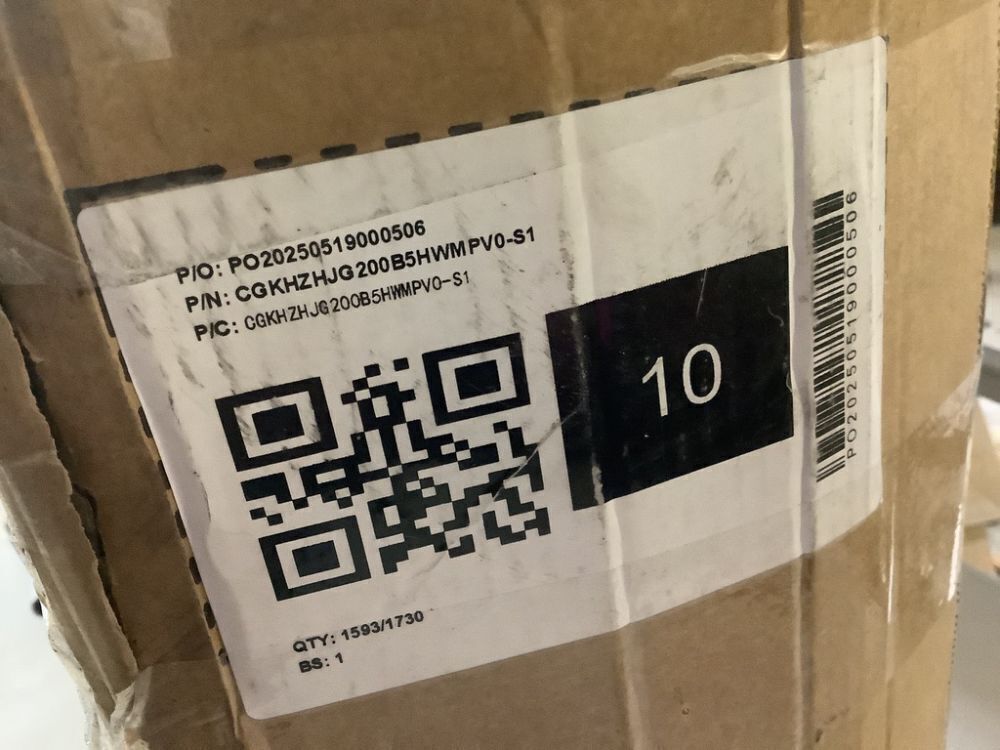 P/O: PO20250519000506
P/N: CGKHZHJG200B5HWMPV0-S1
P/C: CGKHZHJG200B5HWMPV0-S1
10
QTY: 1593/1730
BS: 1
PO20250519000506